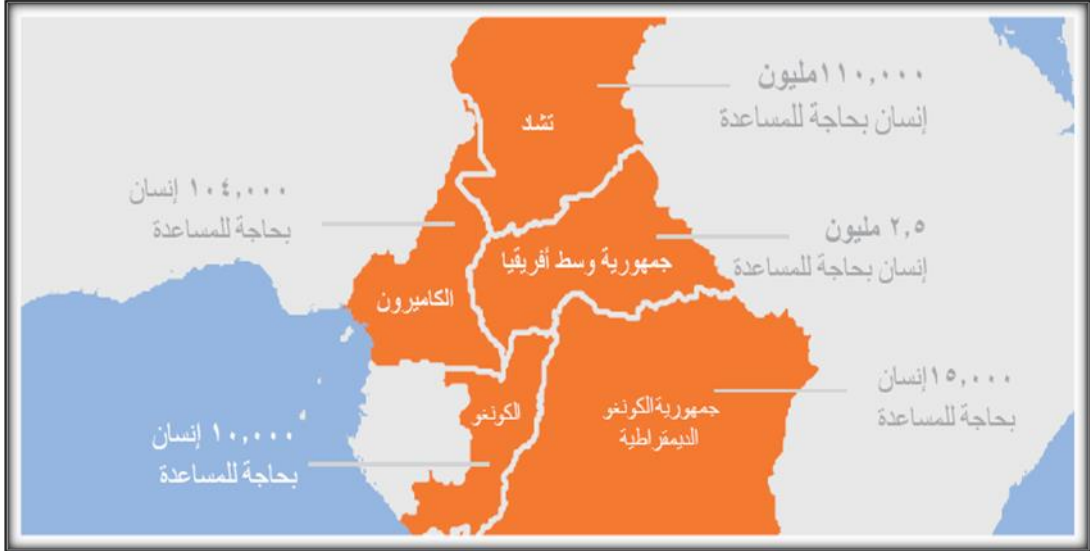 ١١٠,٠٠٠مليون
إنسان بحاجة للمساعدة
تشاد
١٠٤,٠٠٠ إنسان
بحاجة للمساعدة
٢,٥ مليون
إنسان بحاجة للمساعدة
جمهورية وسط أفريقيا
الكاميرون
١٥,٠٠٠إنسان
بحاجة للمساعدة
جمهورية الكونغو
الديمقراطية
الكونغو
١٠,٠٠٠ إنسان
بحاجة للمساعدة